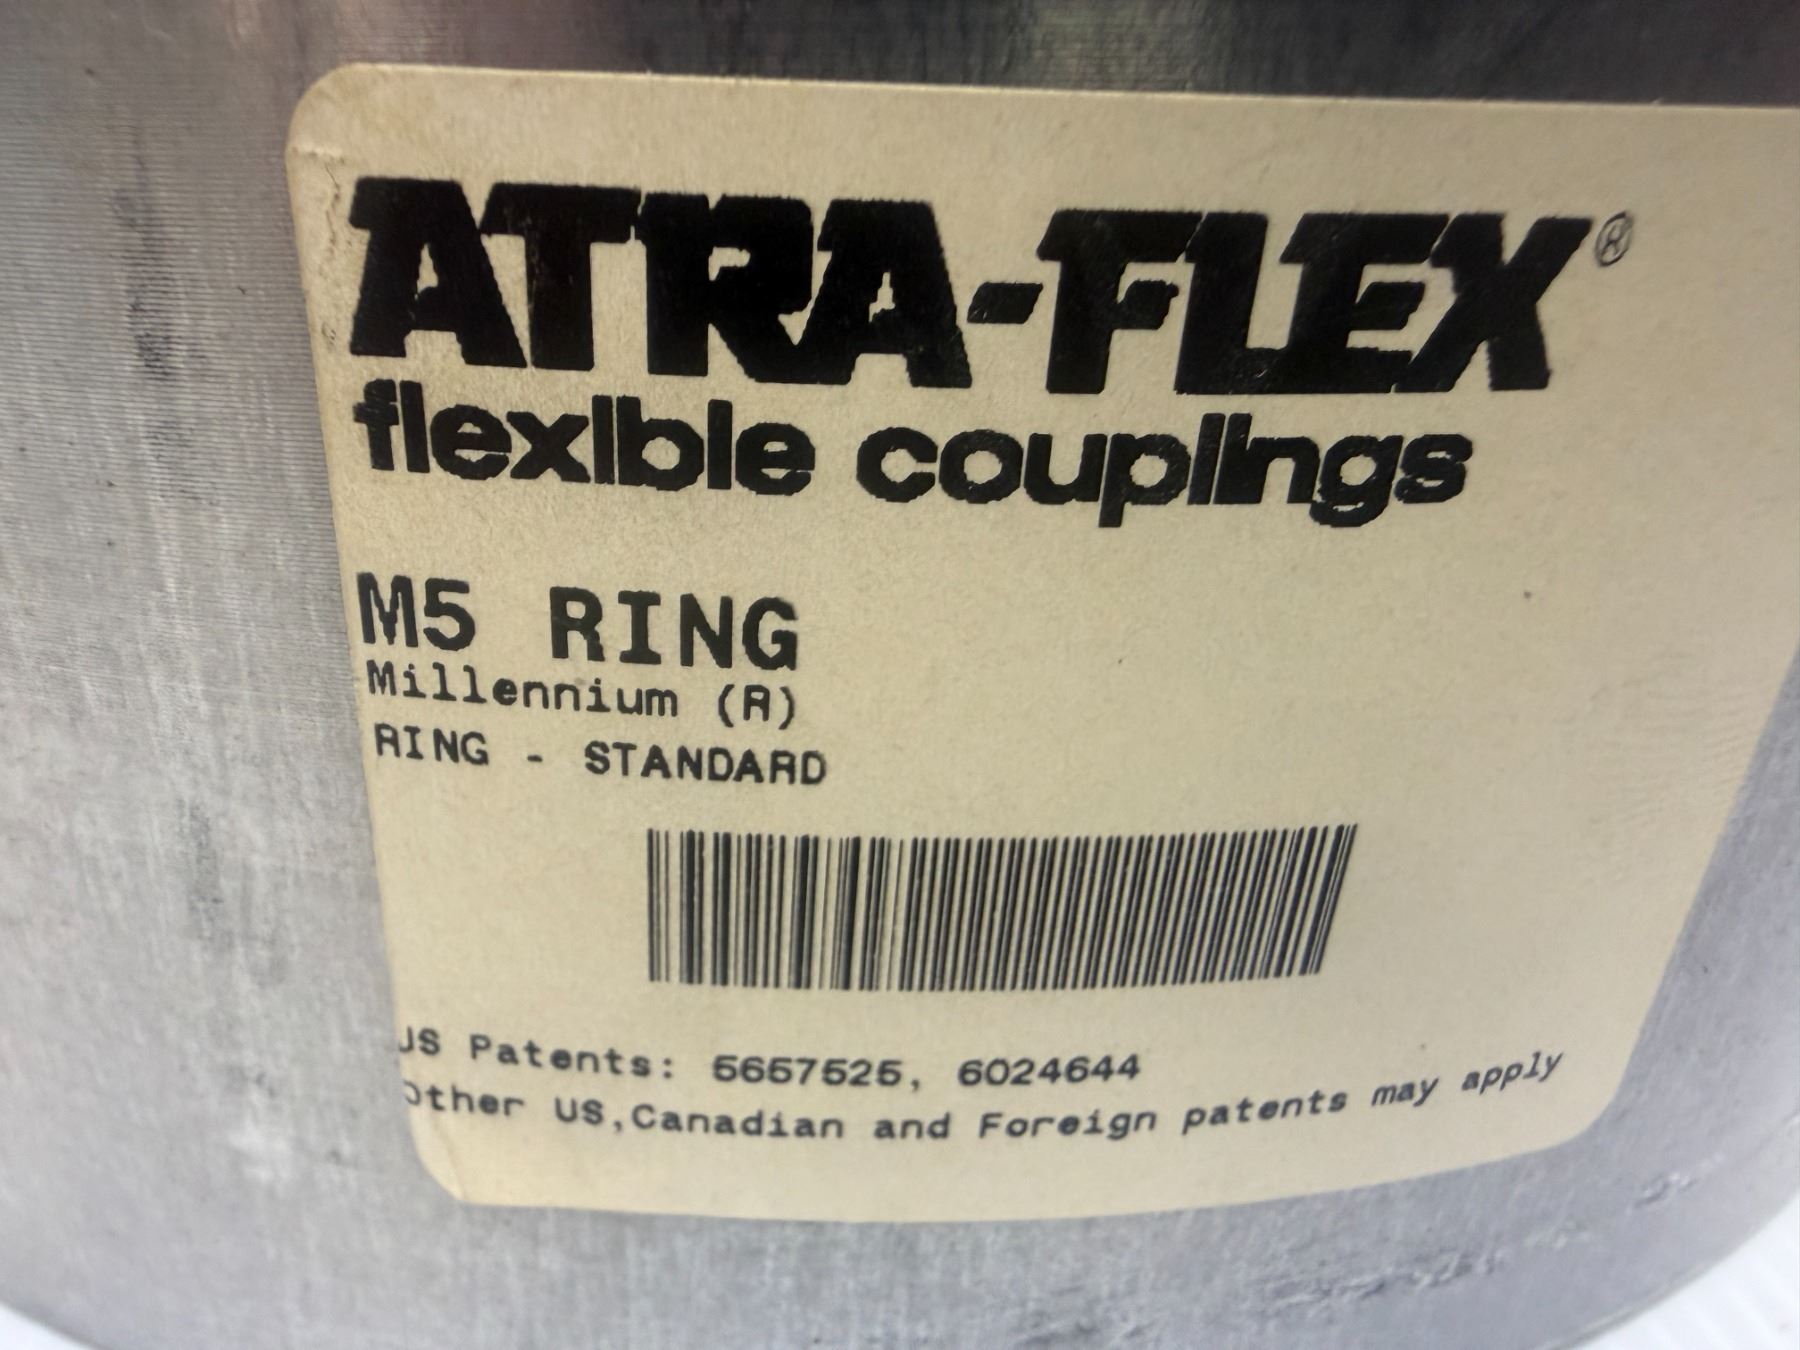 ATRA-FLEX®
flexible couplings
M5 RING
Millennium (R)
RING - STANDARD
US Patents: 5657525, 6024644
Other US,Canadian and Foreign patents may apply